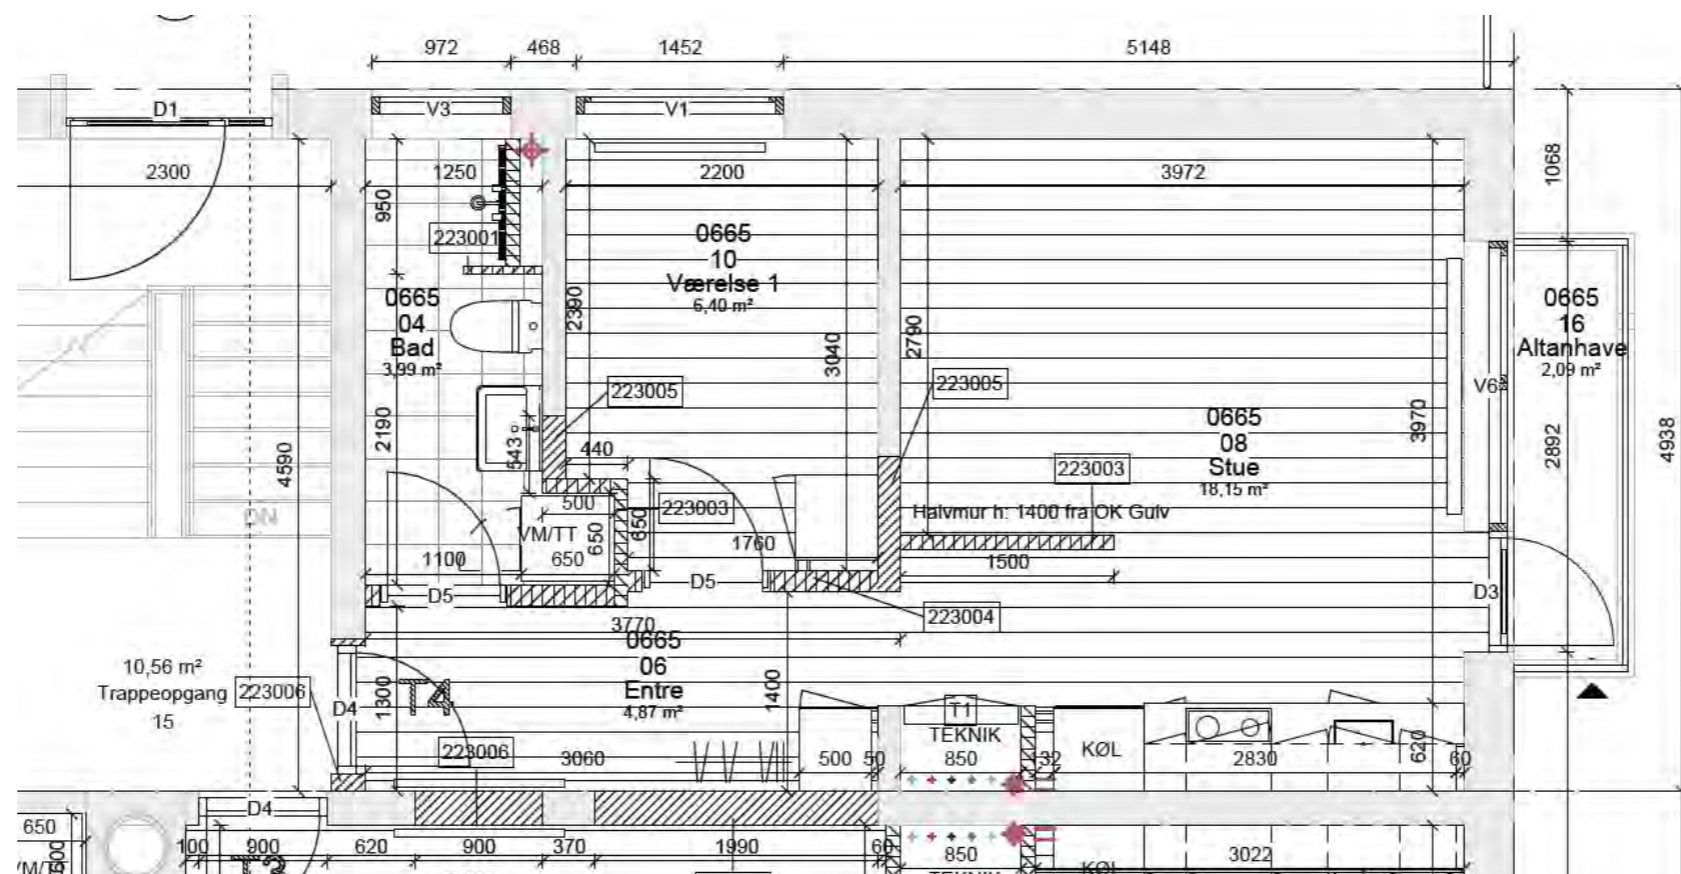 972 468 1452 5148
D1 V3 V1
2300 1250 2200 3972
1068
950
223001
0665
10
Værelse 1
6,40 m²
0665
04
Bad
3,99 m²
2390
3040
2790
0665
16
Altanhave
2,09 m²
V6
223005
223005
0665
08
Stue
18,15 m²
3970
2892
4938
2190
543
440
4590
223003
DN
500
223003
Halvmur h: 1400 fra OK Gulv
VM/TT
650
650
1760
1100
650
1500
D5
D5
D3
223004
3770
0665
06
Entre
4,87 m²
10,56 m²
Trappeopgang
15
223006
D4
1300
1400
T1
TEKNIK
223006
3060
500
50
850
32
KØL
2830
620
60
D4
650
100 900 620 900 370 1990 60
850
3022
TEKNIK
KØL